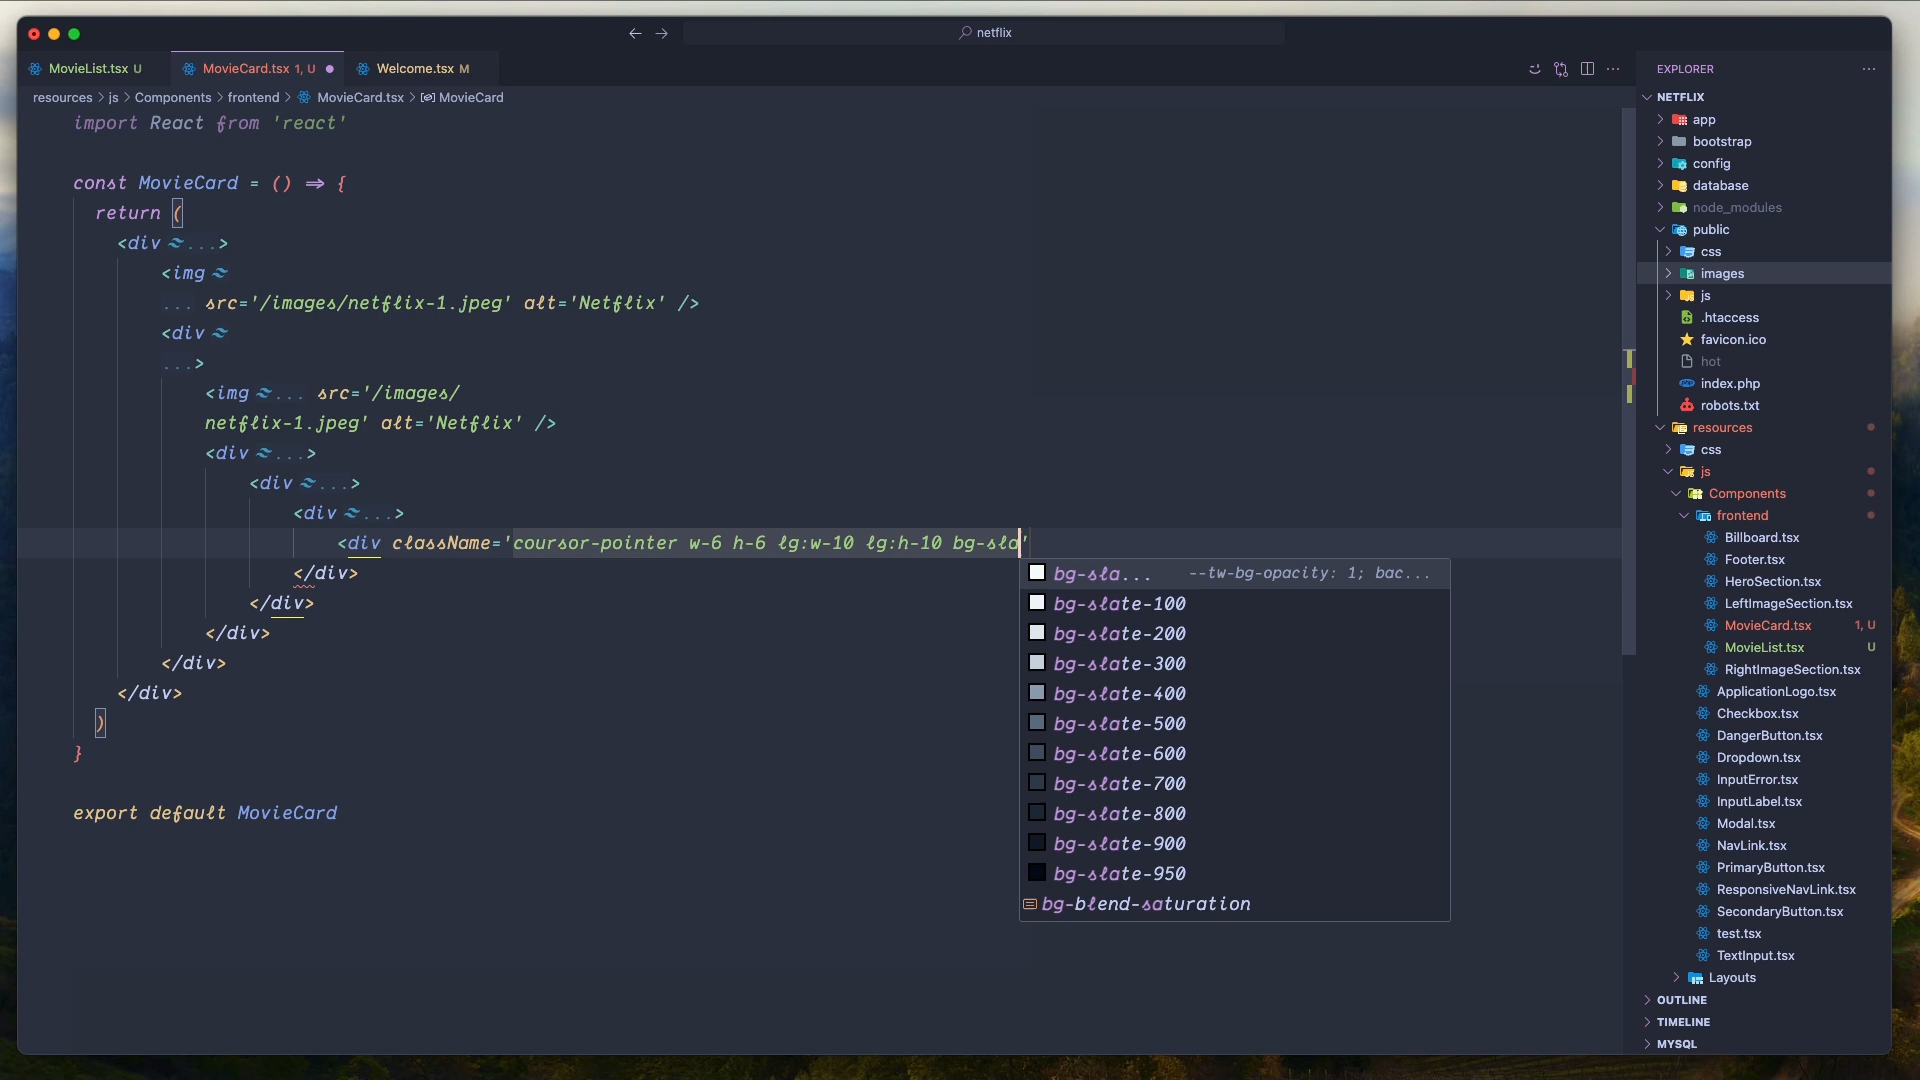 netflix
MovieList.tsx U
MovieCard.tsx 1, U
Welcome.tsx M
resources > js > Components > frontend > MovieCard.tsx > MovieCard
import React from 'react'
const MovieCard = () ⇒ {
return (
<div ...>
<img
... src='/images/netflix-1.jpeg' alt='Netflix' />
<div
...>
<img ... src='/images/
netflix-1.jpeg' alt='Netflix' />
<div ...>
<div ...>
<div ...>
<div className='coursor-pointer w-6 h-6 lg:w-10 lg:h-10 bg-sla'
</div>
</div>
</div>
</div>
</div>
)
}
export default MovieCard
bg-sla... --tw-bg-opacity: 1; bac...
bg-slate-100
bg-slate-200
bg-slate-300
bg-slate-400
bg-slate-500
bg-slate-600
bg-slate-700
bg-slate-800
bg-slate-900
bg-slate-950
bg-blend-saturation
EXPLORER
NETFLIX
app
bootstrap
config
database
node_modules
public
css
images
js
.htaccess
favicon.ico
hot
index.php
robots.txt
resources
css
js
Components
frontend
Billboard.tsx
Footer.tsx
HeroSection.tsx
LeftImageSection.tsx
MovieCard.tsx 1, U
MovieList.tsx U
RightImageSection.tsx
ApplicationLogo.tsx
Checkbox.tsx
DangerButton.tsx
Dropdown.tsx
InputError.tsx
InputLabel.tsx
Modal.tsx
NavLink.tsx
PrimaryButton.tsx
ResponsiveNavLink.tsx
SecondaryButton.tsx
test.tsx
TextInput.tsx
Layouts
OUTLINE
TIMELINE
MYSQL